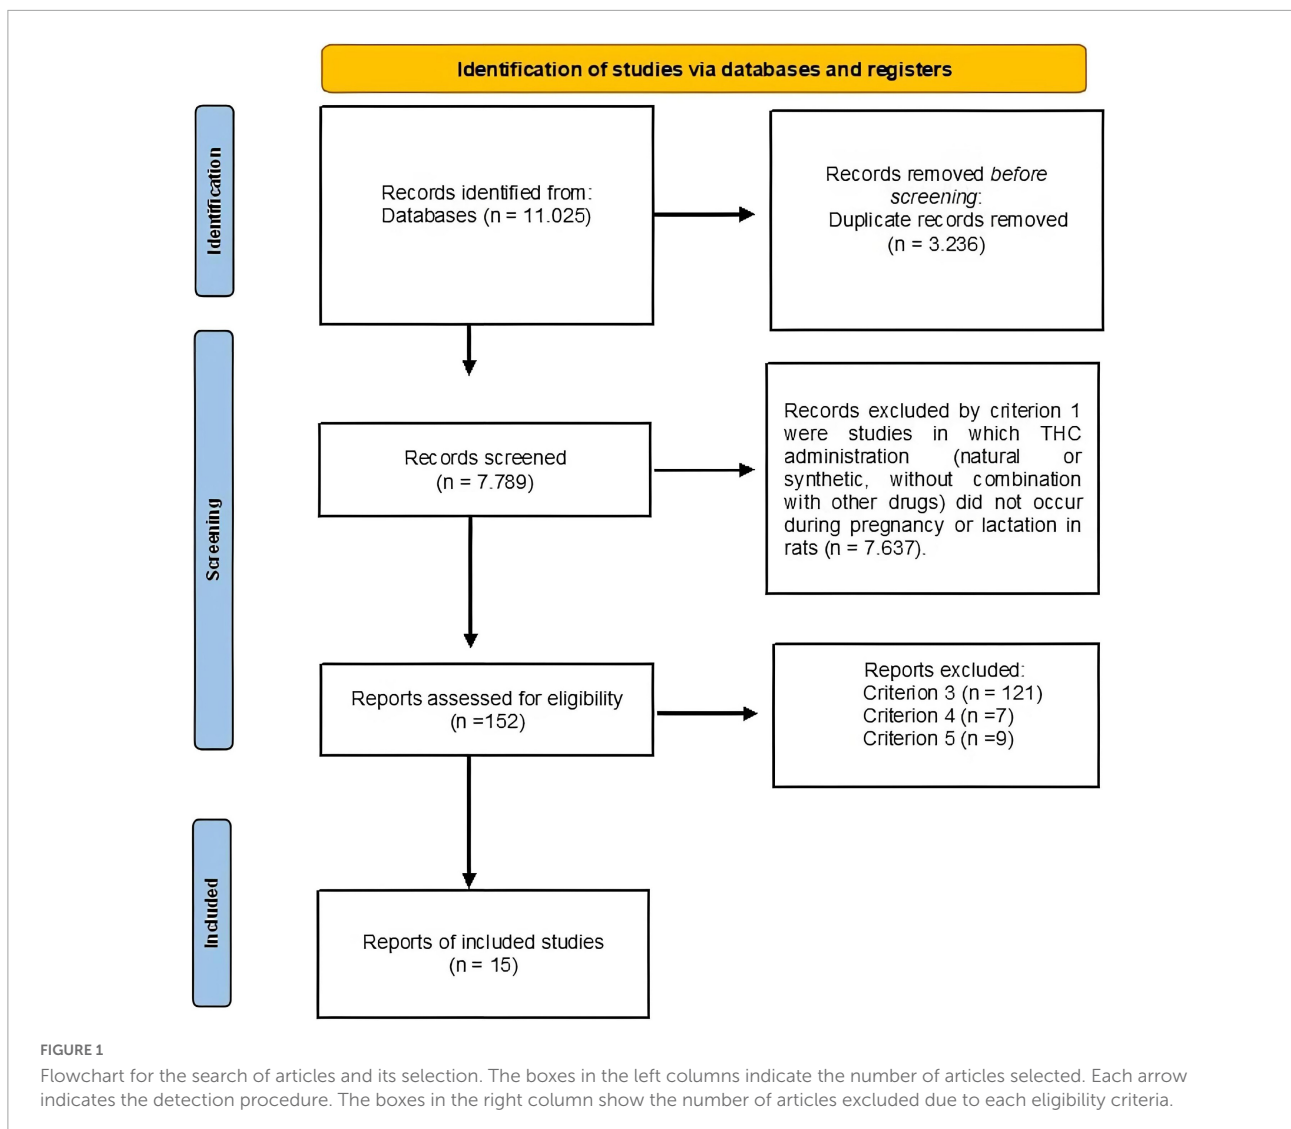 Identification of studies via databases and registers
Identification
Records identified from:
Databases (n = 11.025)
Records removed before
screening:
Duplicate records removed
(n = 3.236)
Screening
Records screened
(n = 7.789)
Records excluded by criterion 1
were studies in which THC
administration (natural or
synthetic, without combination
with other drugs) did not occur
during pregnancy or lactation in
rats (n = 7.637).
Reports assessed for eligibility
(n =152)
Reports excluded:
Criterion 3 (n = 121)
Criterion 4 (n =7)
Criterion 5 (n =9)
Included
Reports of included studies
(n = 15)
FIGURE 1
Flowchart for the search of articles and its selection. The boxes in the left columns indicate the number of articles selected. Each arrow
indicates the detection procedure. The boxes in the right column show the number of articles excluded due to each eligibility criteria.